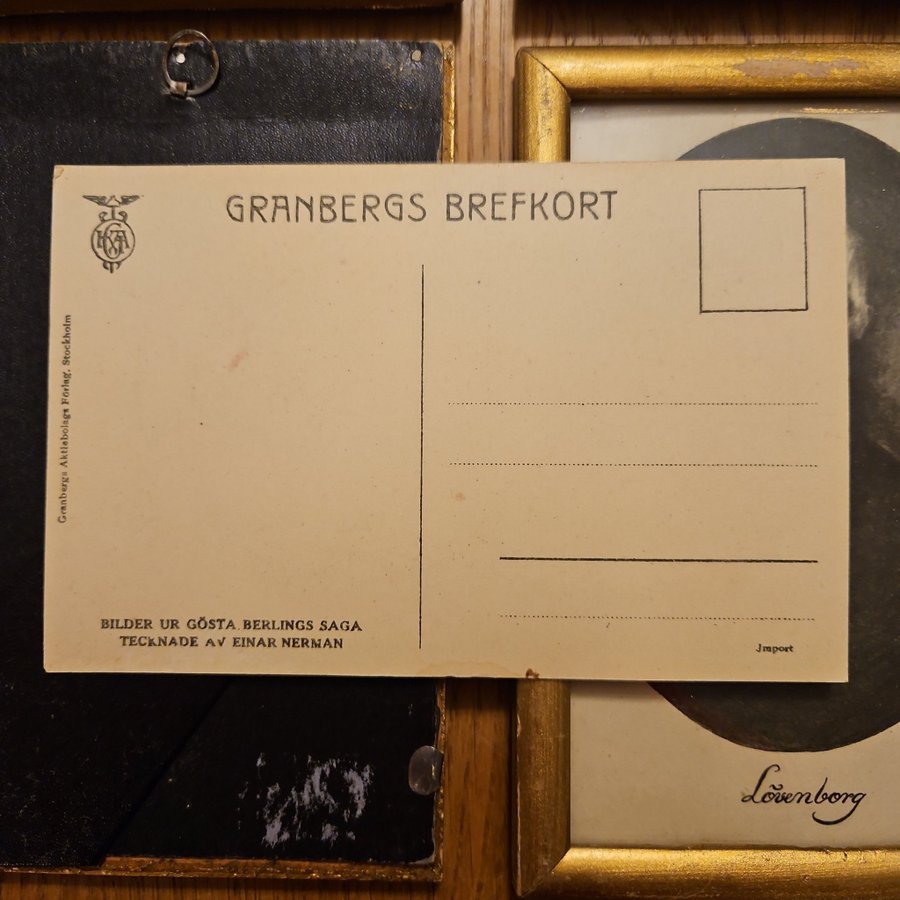 GRANBERGS BREFKORT
Granbergs Aktiebolags Förlag, Stockholm
BILDER UR GÖSTA BERLINGS SAGA
TECKNADE AV EINAR NERMAN
Jmport
Lövenborg